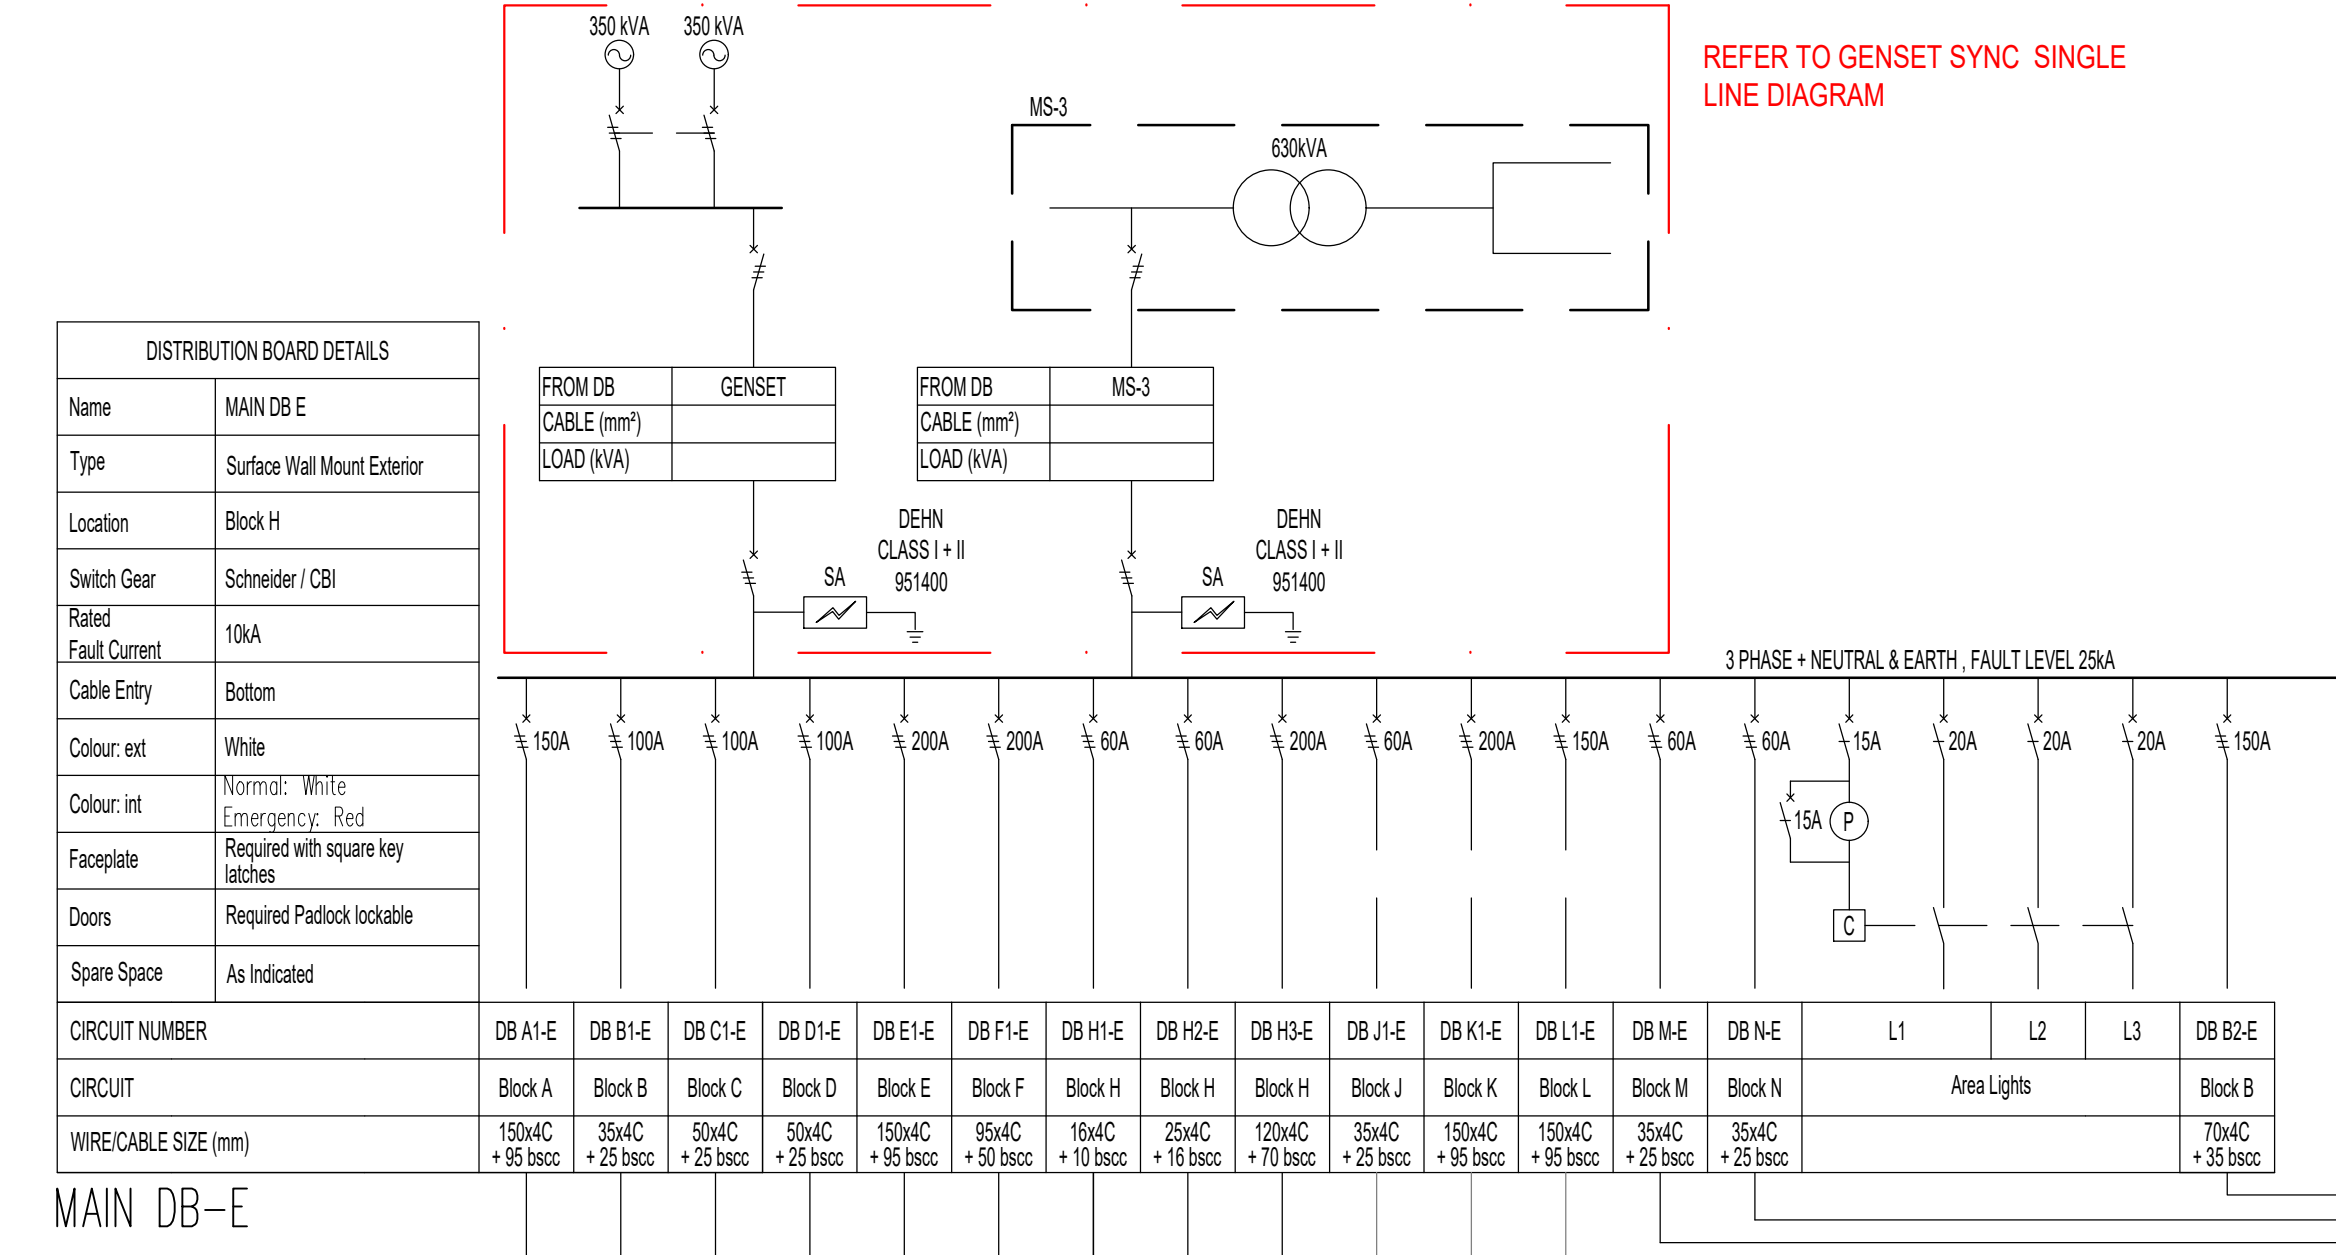 350 kVA 350 kVA
REFER TO GENSET SYNC SINGLE
LINE DIAGRAM
MS-3
630kVA
DISTRIBUTION BOARD DETAILS
Name MAIN DB E
Type Surface Wall Mount Exterior
Location Block H
Switch Gear Schneider / CBI
Rated
Fault Current 10kA
Cable Entry Bottom
Colour: ext White
Colour: int Normal: White
Emergency: Red
Faceplate Required with square key
latches
Doors Required Padlock lockable
Spare Space As Indicated
FROM DB GENSET
CABLE (mm²)
LOAD (kVA)
FROM DB MS-3
CABLE (mm²)
LOAD (kVA)
DEHN
CLASS I + II
951400
SA
DEHN
CLASS I + II
951400
SA
3 PHASE + NEUTRAL & EARTH , FAULT LEVEL 25kA
150A 100A 100A 100A 200A 200A 60A 60A 200A 60A 200A 150A 60A 60A 15A 20A 20A 20A 150A
15A P
C
CIRCUIT NUMBER DB A1-E DB B1-E DB C1-E DB D1-E DB E1-E DB F1-E DB H1-E DB H2-E DB H3-E DB J1-E DB K1-E DB L1-E DB M-E DB N-E L1 L2 L3 DB B2-E
CIRCUIT Block A Block B Block C Block D Block E Block F Block H Block H Block H Block J Block K Block L Block M Block N Area Lights Block B
WIRE/CABLE SIZE (mm) 150x4C 35x4C 50x4C 50x4C 150x4C 95x4C 16x4C 25x4C 120x4C 35x4C 150x4C 150x4C 35x4C 35x4C 70x4C
+ 95 bscc + 25 bscc + 25 bscc + 25 bscc + 95 bscc + 50 bscc + 10 bscc + 16 bscc + 70 bscc + 25 bscc + 95 bscc + 95 bscc + 25 bscc + 25 bscc + 35 bscc
MAIN DB-E